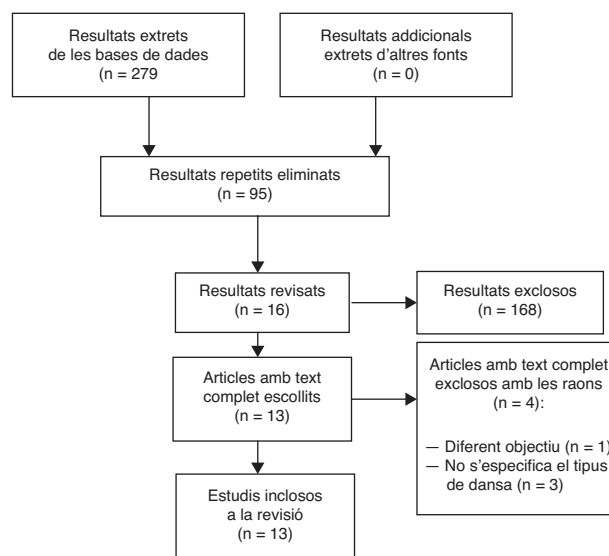 Resultats extrets
de les bases de dades
(n = 279
Resultats addicionals
extrets d'altres fonts
(n = 0)
Resultats repetits eliminats
(n = 95)
Resultats revisats
(n = 16)
Resultats exclosos
(n = 168)
Articles amb text
complet escollits
(n = 13)
Articles amb text complet
exclosos amb les raons
(n = 4):
— Diferent objectiu (n = 1)
— No s'especifica el tipus
de dansa (n = 3)
Estudis inclosos
a la revisió
(n = 13)